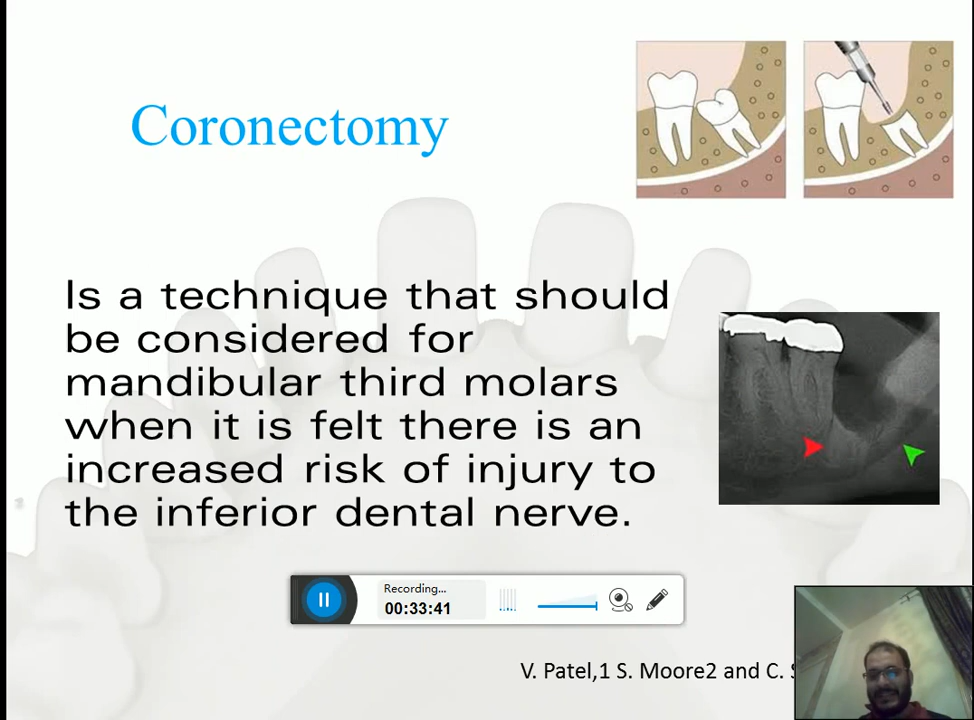 Coronectomy
Is a technique that should
be considered for
mandibular third molars
when it is felt there is an
increased risk of injury to
the inferior dental nerve.
Recording...
00:33:41
V. Patel,1 S. Moore2 and C.